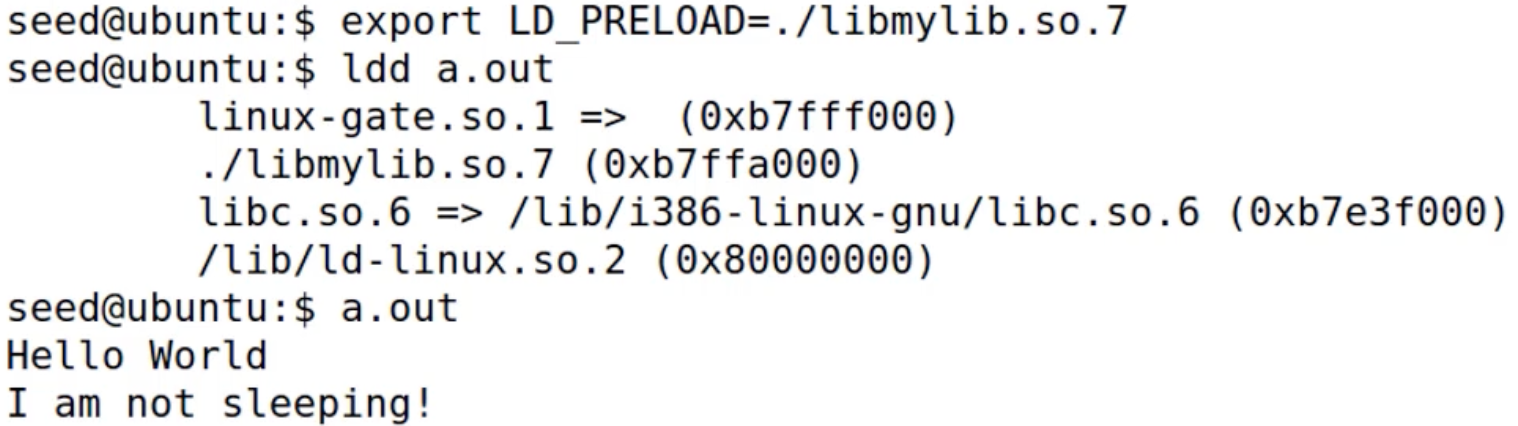 seed@ubuntu:$ export LD_PRELOAD=./libmylib.so.7
seed@ubuntu:$ ldd a.out
linux-gate.so.1 =>  (0xb7fff000)
./libmylib.so.7 (0xb7ffa000)
libc.so.6 => /lib/i386-linux-gnu/libc.so.6 (0xb7e3f000)
/lib/ld-linux.so.2 (0x80000000)
seed@ubuntu:$ a.out
Hello World
I am not sleeping!